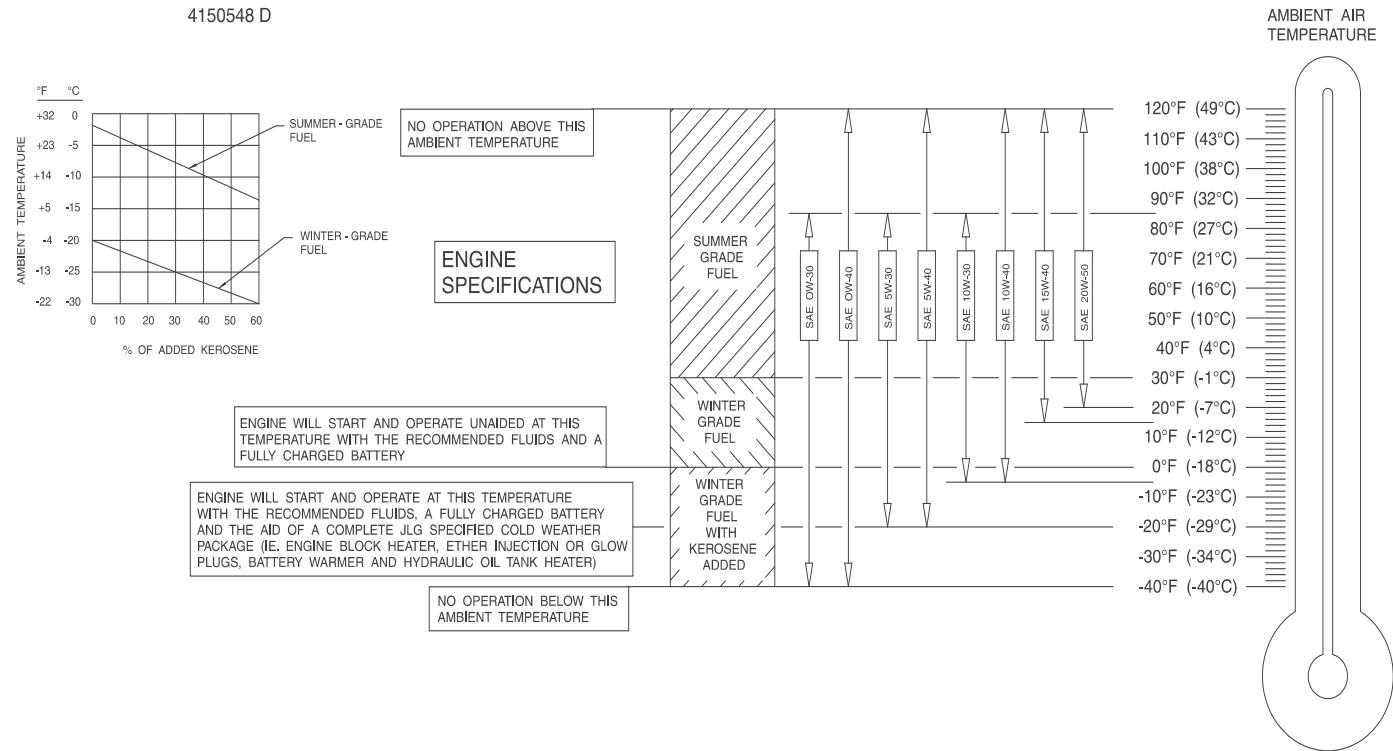 4150548 D
AMBIENT AIR
TEMPERATURE
°F °C
+32 0
+23 -5
+14 -10
+5 -15
-4 -20
-13 -25
-22 -30
AMBIENT TEMPERATURE
0 10 20 30 40 50 60
% OF ADDED KEROSENE
SUMMER - GRADE
FUEL
WINTER - GRADE
FUEL
NO OPERATION ABOVE THIS
AMBIENT TEMPERATURE
ENGINE
SPECIFICATIONS
ENGINE WILL START AND OPERATE UNAIDED AT THIS
TEMPERATURE WITH THE RECOMMENDED FLUIDS AND A
FULLY CHARGED BATTERY
ENGINE WILL START AND OPERATE AT THIS TEMPERATURE
WITH THE RECOMMENDED FLUIDS, A FULLY CHARGED BATTERY
AND THE AID OF A COMPLETE JLG SPECIFIED COLD WEATHER
PACKAGE (IE. ENGINE BLOCK HEATER, ETHER INJECTION OR GLOW
PLUGS, BATTERY WARMER AND HYDRAULIC OIL TANK HEATER)
NO OPERATION BELOW THIS
AMBIENT TEMPERATURE
SUMMER
GRADE
FUEL
WINTER
GRADE
FUEL
WINTER
GRADE
FUEL
WITH
KEROSENE
ADDED
SAE OW-30
SAE OW-40
SAE 5W-30
SAE 5W-40
SAE 10W-30
SAE 10W-40
SAE 15W-40
SAE 20W-50
120°F (49°C)
110°F (43°C)
100°F (38°C)
90°F (32°C)
80°F (27°C)
70°F (21°C)
60°F (16°C)
50°F (10°C)
40°F (4°C)
30°F (-1°C)
20°F (-7°C)
10°F (-12°C)
0°F (-18°C)
-10°F (-23°C)
-20°F (-29°C)
-30°F (-34°C)
-40°F (-40°C)